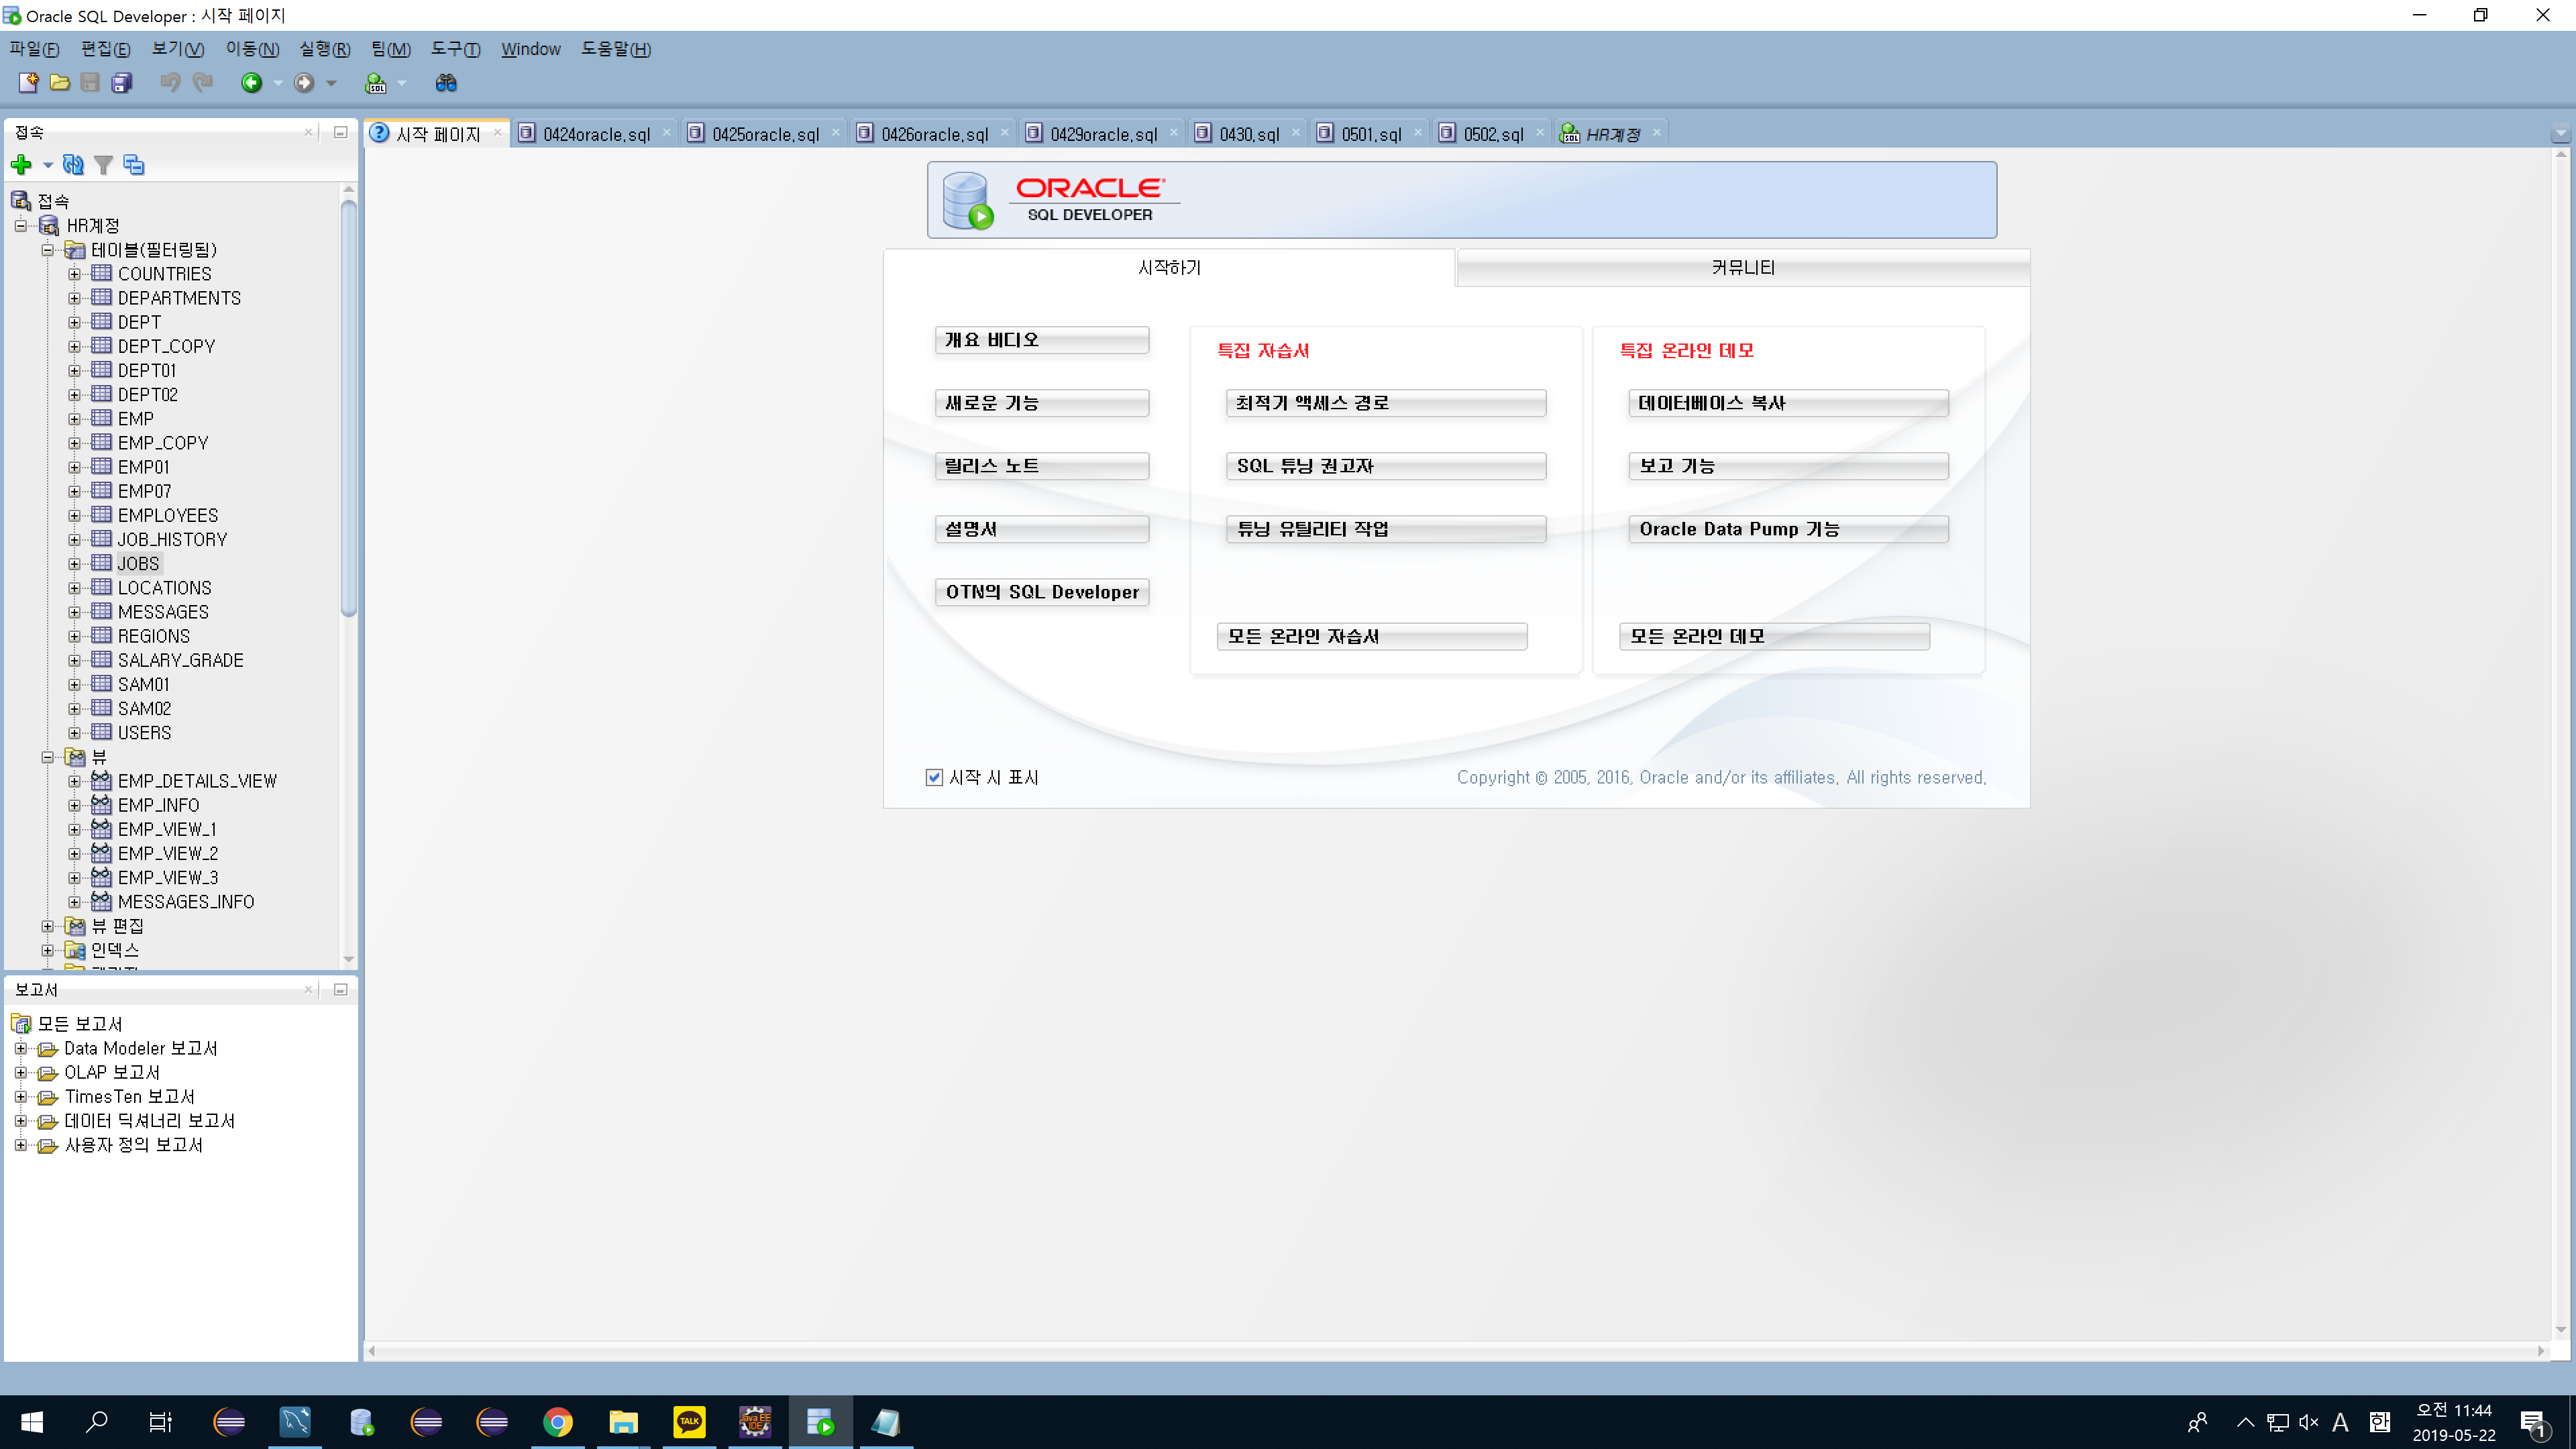 Oracle SQL Developer : 시작 페이지
파일(F) 편집(E) 보기(V) 이동(N) 실행(R) 팀(M) 도구(T) Window 도움말(H)
SQL
접속
시작 페이지 0424oracle.sql 0425oracle.sql 0426oracle.sql 0429oracle.sql 0430.sql 0501.sql 0502.sql HR계정
접속
HR계정
테이블(필터링됨)
COUNTRIES
DEPARTMENTS
DEPT
DEPT_COPY
DEPT01
DEPT02
EMP
EMP_COPY
EMP01
EMP07
EMPLOYEES
JOB_HISTORY
JOBS
LOCATIONS
MESSAGES
REGIONS
SALARY_GRADE
SAM01
SAM02
USERS
뷰
EMP_DETAILS_VIEW
EMP_INFO
EMP_VIEW_1
EMP_VIEW_2
EMP_VIEW_3
MESSAGES_INFO
뷰 편집
인덱스
보고서
모든 보고서
Data Modeler 보고서
OLAP 보고서
TimesTen 보고서
데이터 딕셔너리 보고서
사용자 정의 보고서
ORACLE
SQL DEVELOPER
시작하기
커뮤니티
개요 비디오
새로운 기능
릴리스 노트
설명서
OTN의 SQL Developer
특집 자습서
최적기 액세스 경로
SQL 튜닝 권고자
튜닝 유틸리티 작업
모든 온라인 자습서
특집 온라인 데모
데이터베이스 복사
보고 기능
Oracle Data Pump 기능
모든 온라인 데모
시작 시 표시
Copyright © 2005, 2016, Oracle and/or its affiliates. All rights reserved.
TALK
Java EE
IDE
A
한
오전 11:44
2019-05-22
1